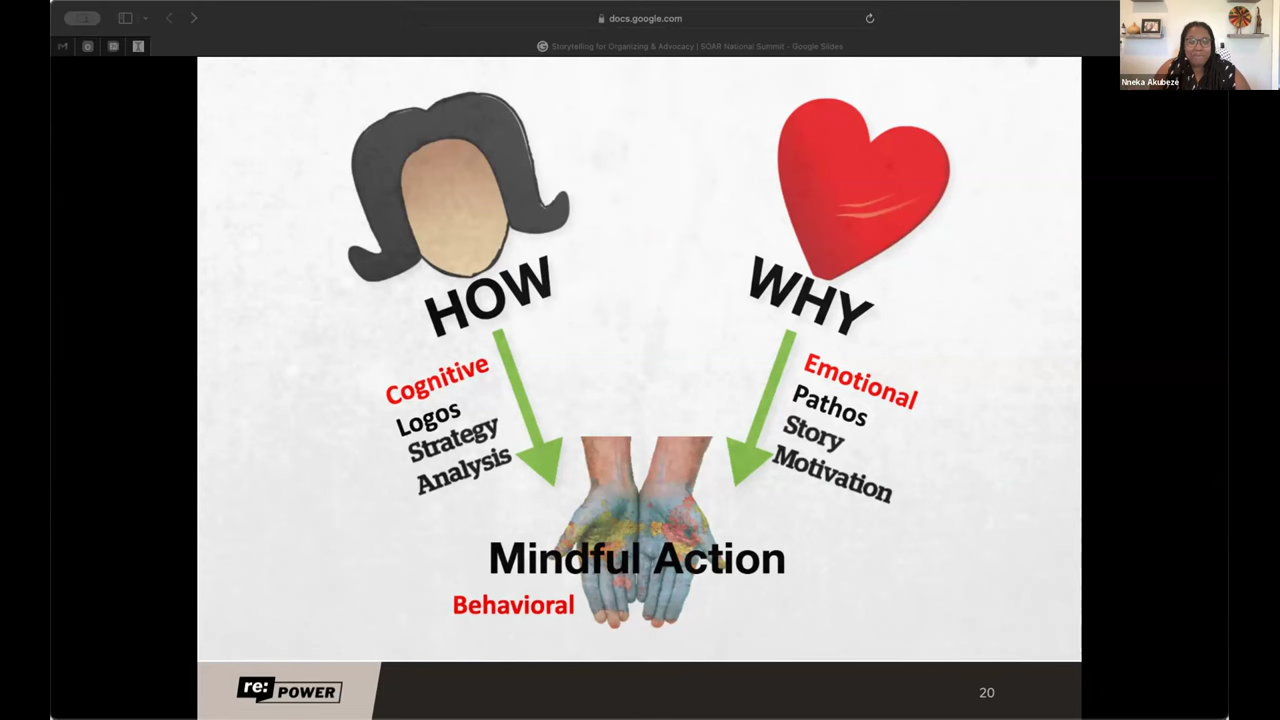 docs.google.com
Storytelling for Organizing & Advocacy | SOAR National Summit - Google Slides
Nneka Akubeze
HOW
WHY
Cognitive
Logos
Strategy
Analysis
Emotional
Pathos
Story
Motivation
Mindful Action
Behavioral
re: POWER
20